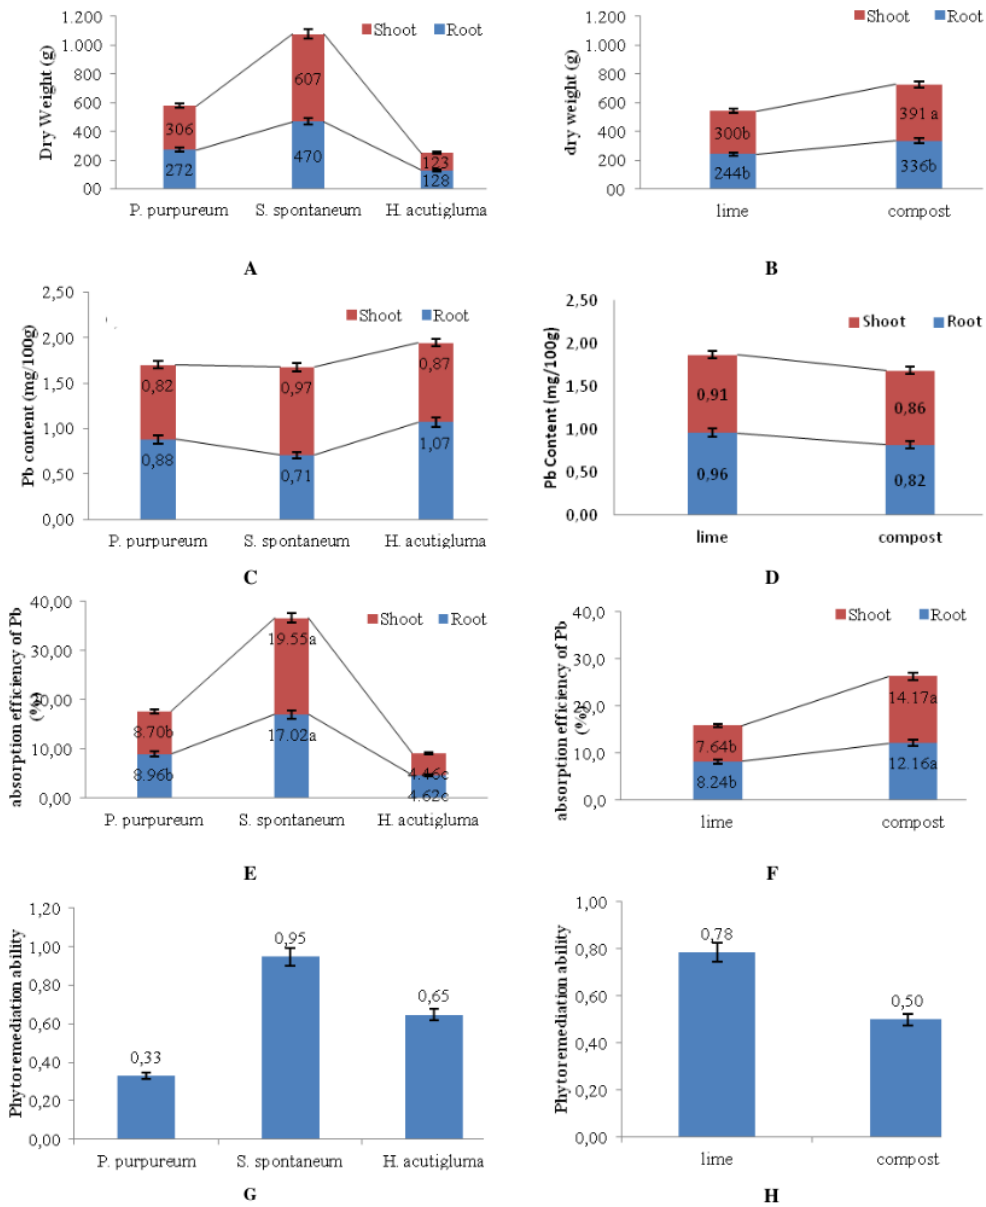 1.200
1.000
800
600
400
200
00
Dry Weight (g)
Shoot Root
306
272
607
470
123
128
P. purpureum S. spontaneum H. acutigluma
A
1.200
1.000
800
600
400
200
00
dry weight (g)
Shoot Root
300b
244b
391 a
336b
lime compost
B
2,50
2,00
1,50
1,00
0,50
0,00
Pb content (mg/100g)
Shoot Root
0,82
0,88
0,97
0,71
0,87
1,07
P. purpureum S. spontaneum H. acutigluma
C
2,50
2,00
1,50
1,00
0,50
0,00
Pb Content (mg/100g)
Shoot Root
0,91
0,96
0,86
0,82
lime compost
D
40,00
30,00
20,00
10,00
0,00
absorption efficiency of Pb
(%)
Shoot Root
8.70b
8.96b
19.55a
17.02a
4.46c
4.62c
P. purpureum S. spontaneum H. acutigluma
E
40,0
30,0
20,0
10,0
0,0
absorption efficiency of Pb
(%)
Shoot Root
7.64b
8.24b
14.17a
12.16a
lime compost
F
1,20
1,00
0,80
0,60
0,40
0,20
0,00
Phytoremediation ability
0,33
0,95
0,65
P. purpureum S. spontaneum H. acutigluma
G
1,00
0,80
0,60
0,40
0,20
0,00
Phytoremediation ability
0,78
0,50
lime compost
H